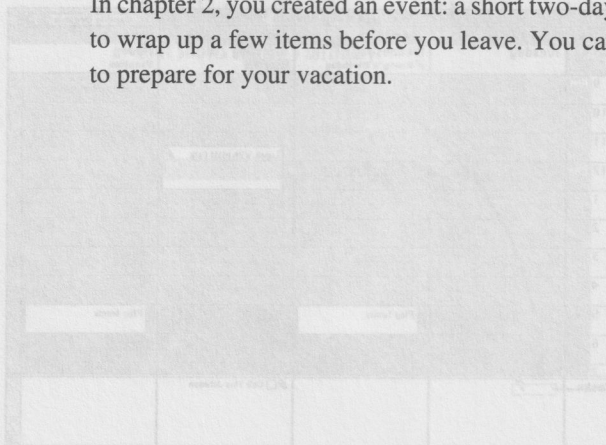 In chapter 2, you created an event: a short two-day
to wrap up a few items before you leave. You ca
to prepare for your vacation.